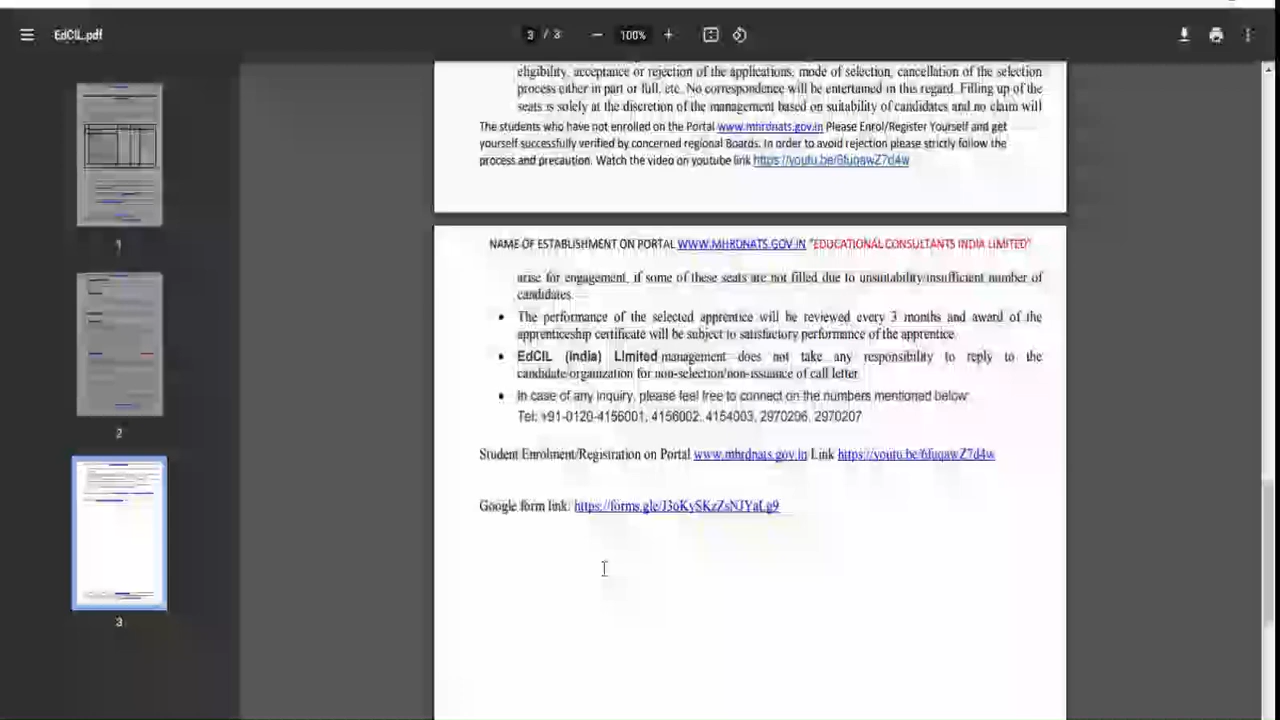 EdCIL.pdf
3 / 3
100%
eligibility, acceptance or rejection of the applications, mode of selection, cancellation of the selection
process either in part or full, etc. No correspondence will be entertained in this regard. Filling up of the
seats is solely at the discretion of the management based on suitability of candidates and no claim will
The students who have not enrolled on the Portal www.mhrdnats.gov.in Please Enrol/Register Yourself and get
yourself successfully verified by concerned regional Boards. In order to avoid rejection please strictly follow the
process and precaution. Watch the video on youtube link https://youtu.be/6fuqawZ7d4w
NAME OF ESTABLISHMENT ON PORTAL WWW.MHRDNATS.GOV.IN "EDUCATIONAL CONSULTANTS INDIA LIMITED"
arise for engagement, if some of these seats are not filled due to unsuitability/insufficient number of
candidates.
• The performance of the selected apprentice will be reviewed every 3 months and award of the
apprenticeship certificate will be subject to satisfactory performance of the apprentice
• EdCIL (India) Limited management does not take any responsibility to reply to the
candidate/organization for non-selection/non-issuance of call letter
• In case of any inquiry, please feel free to connect on the numbers mentioned below:
Tel: +91-0120-4156001, 4156002, 4154003, 2970206, 2970207
Student Enrolment/Registration on Portal www.mhrdnats.gov.in Link https://youtu.be/6fuqawZ7d4w
Google form link: https://forms.gle/J3oKySKzZsNJYaLg9
1
2
3